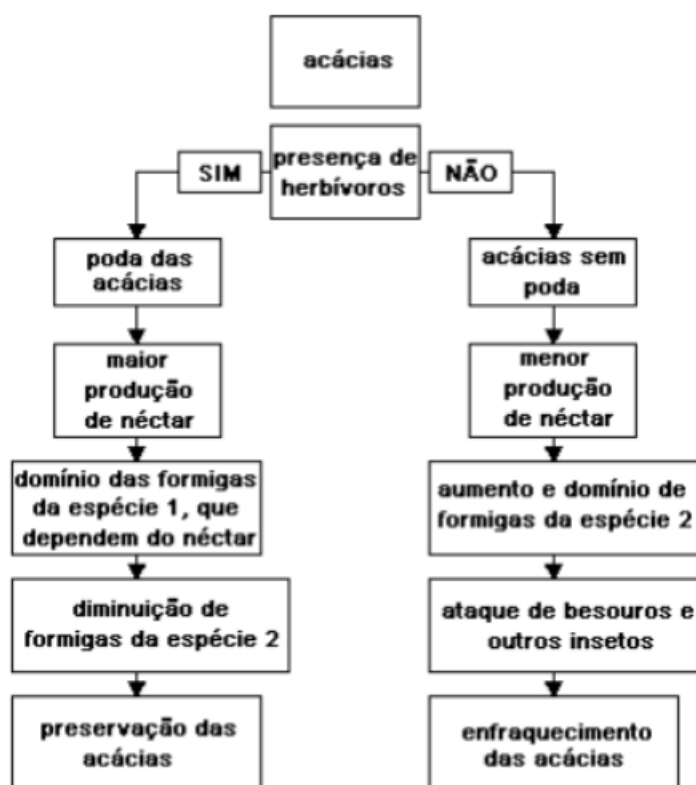 acácias
SIM
presença de
herbívoros
NÃO
poda das
acácias
maior
produção
de néctar
domínio das formigas
da espécie 1, que
dependem do néctar
diminuição de
formigas da espécie 2
preservação das
acácias
acácias sem
poda
menor
produção
de néctar
aumento e domínio de
formigas da espécie 2
ataque de besouros e
outros insetos
enfraquecimento
das acácias